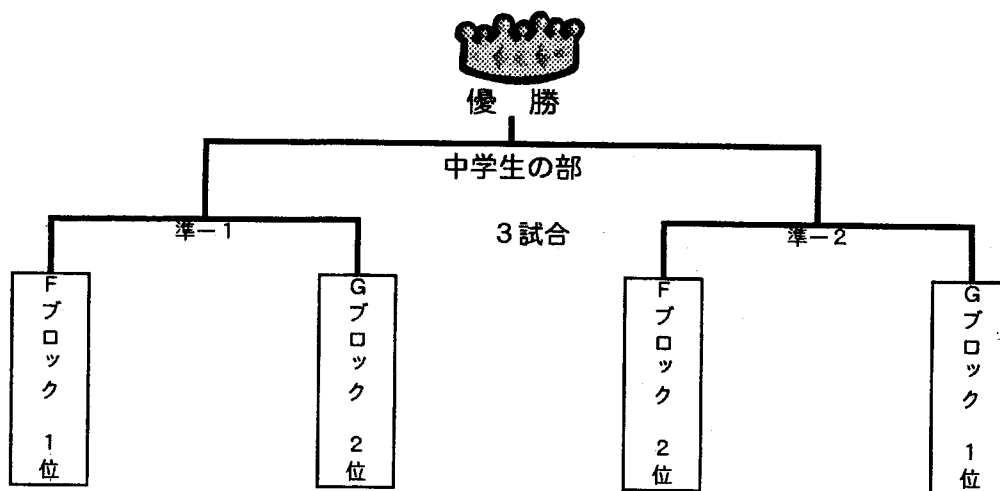 優 勝
中学生の部
準－1
3試合
準－2
Fブロック 1位
Gブロック 2位
Fブロック 2位
Gブロック 1位